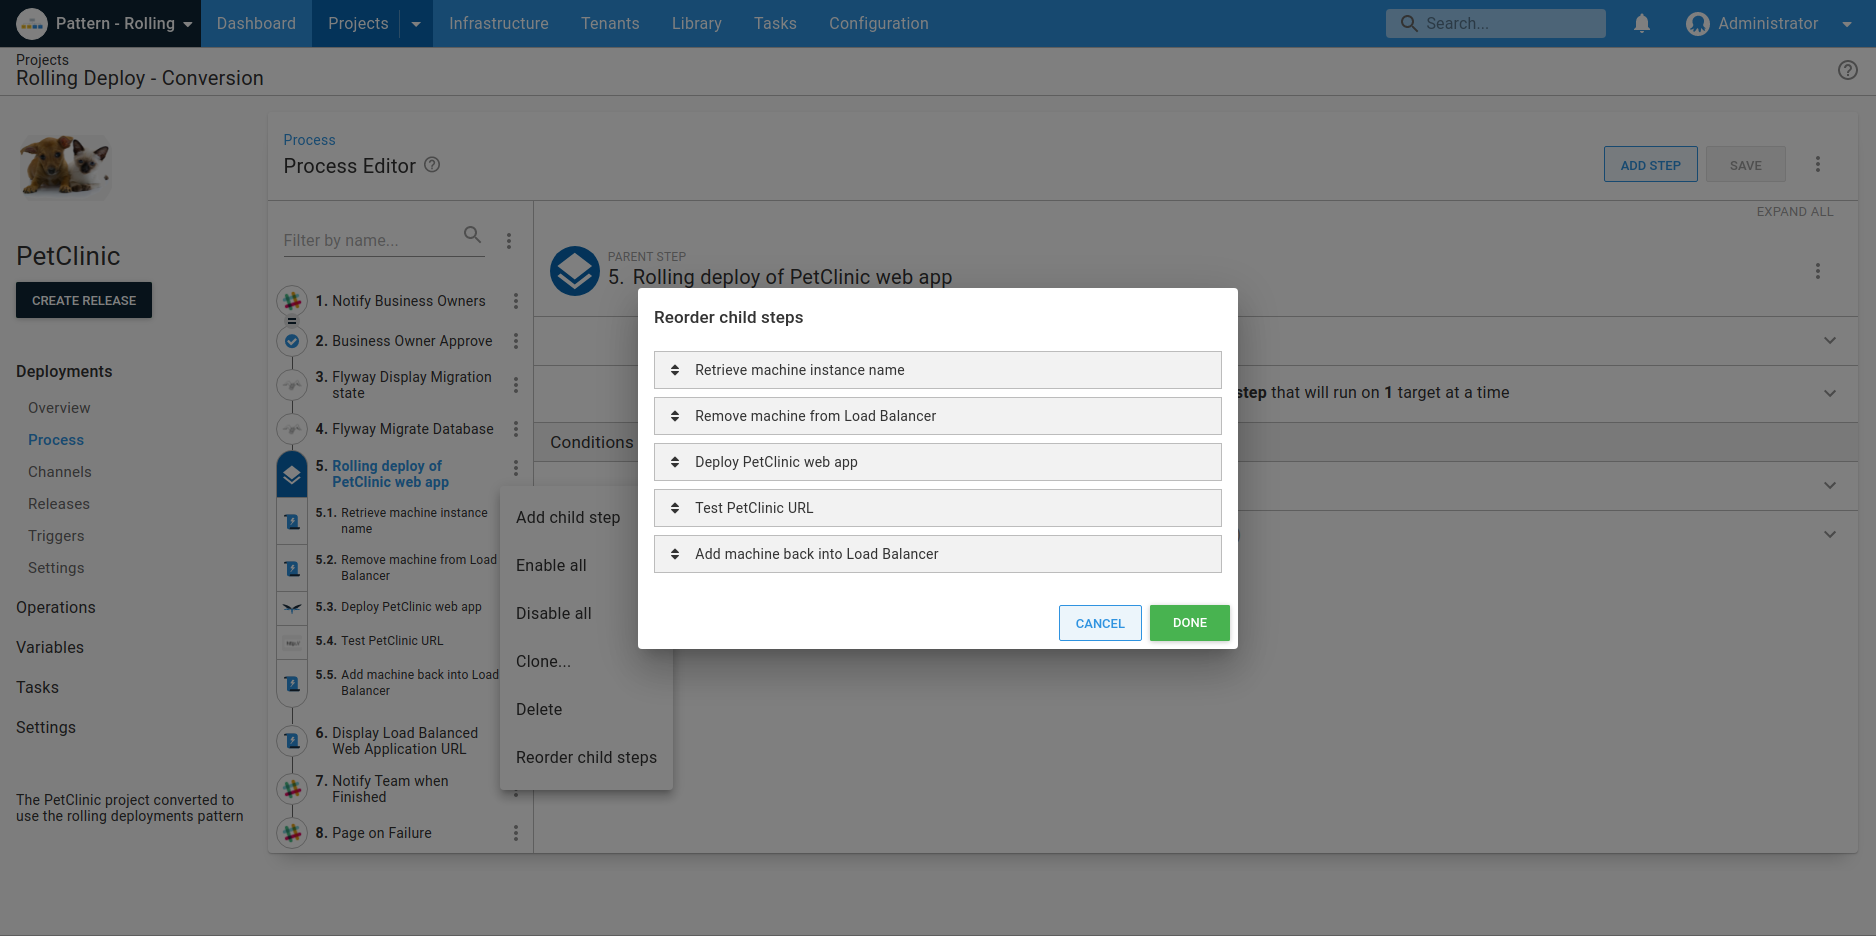 Pattern - Rolling
Dashboard
Projects
Infrastructure
Tenants
Library
Tasks
Configuration
Search...
Administrator
Projects
Rolling Deploy - Conversion
PetClinic
CREATE RELEASE
Deployments
Overview
Process
Channels
Releases
Triggers
Settings
Operations
Variables
Tasks
Settings
The PetClinic project converted to
use the rolling deployments pattern
Process
Process Editor
ADD STEP
SAVE
EXPAND ALL
Filter by name...
1. Notify Business Owners
2. Business Owner Approve
3. Flyway Display Migration
state
4. Flyway Migrate Database
5. Rolling deploy of
PetClinic web app
5.1. Retrieve machine instance
name
5.2. Remove machine from Load
Balancer
5.3. Deploy PetClinic web app
5.4. Test PetClinic URL
5.5. Add machine back into Load
Balancer
6. Display Load Balanced
Web Application URL
7. Notify Team when
Finished
8. Page on Failure
Add child step
Enable all
Disable all
Clone...
Delete
Reorder child steps
PARENT STEP
5. Rolling deploy of PetClinic web app
step that will run on 1 target at a time
Conditions
Reorder child steps
Retrieve machine instance name
Remove machine from Load Balancer
Deploy PetClinic web app
Test PetClinic URL
Add machine back into Load Balancer
CANCEL
DONE